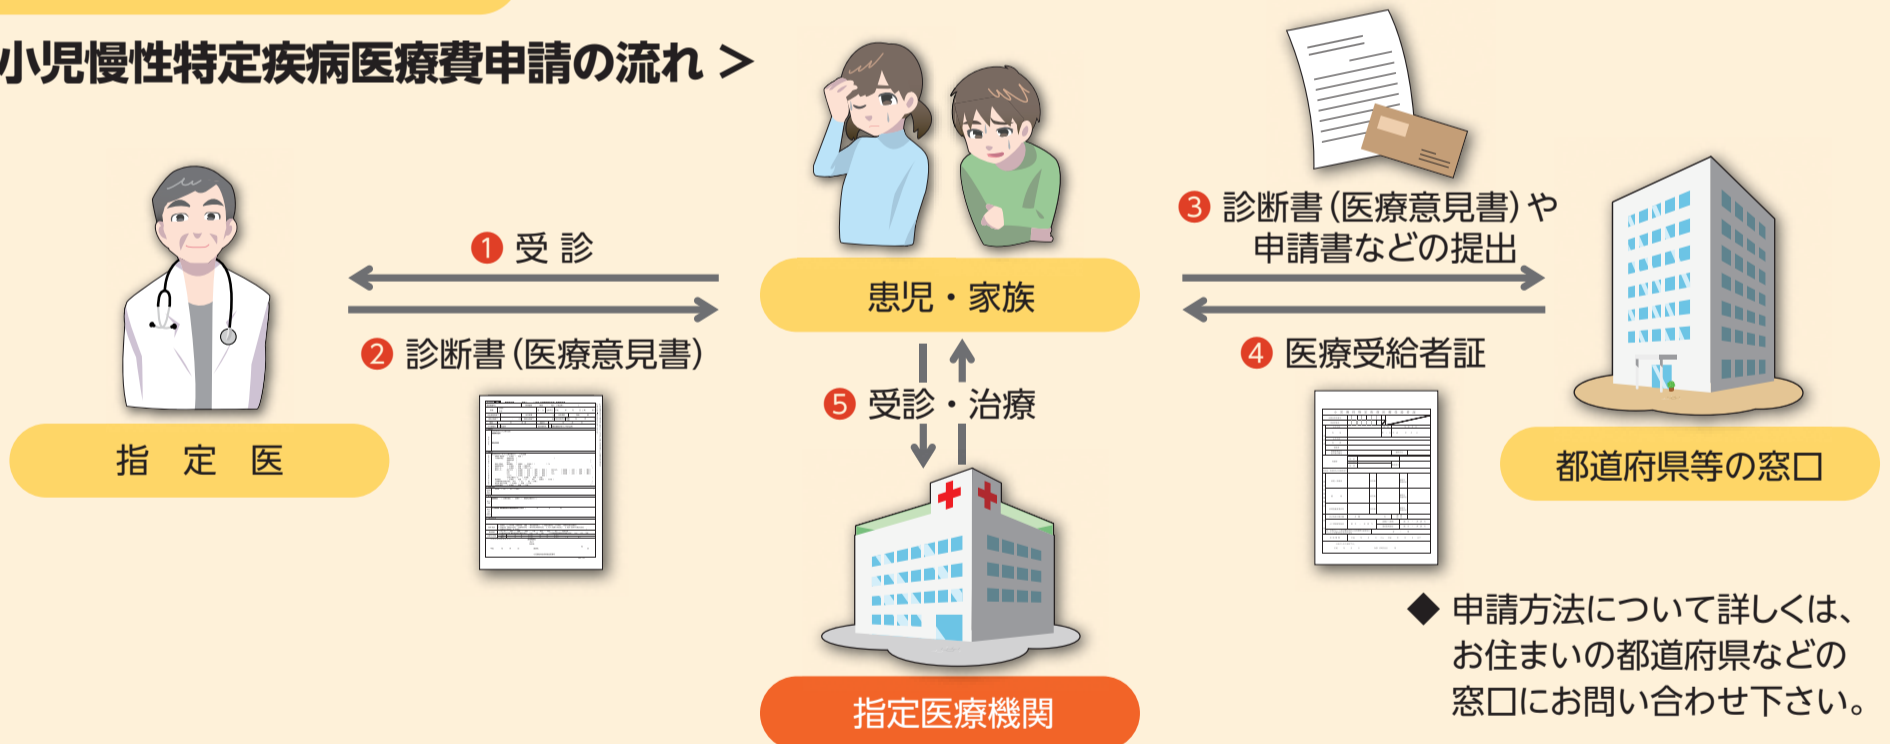 小児慢性特定疾病医療費申請の流れ >
❶ 受 診
❷ 診断書(医療意見書)
指 定 医
患児・家族
❸ 診断書(医療意見書)や
申請書などの提出
❹ 医療受給者証
❺ 受診・治療
都道府県等の窓口
指定医療機関
◆ 申請方法について詳しくは、
お住まいの都道府県などの
窓口にお問い合わせ下さい。